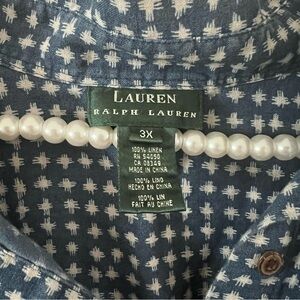 LAUREN
RALPH LAUREN
3X
100% LINEN
RN 54050
CA 08349
MADE IN CHINA
100% LINO
HECHO EN CHINA
100% LIN
FAIT AU CHINE